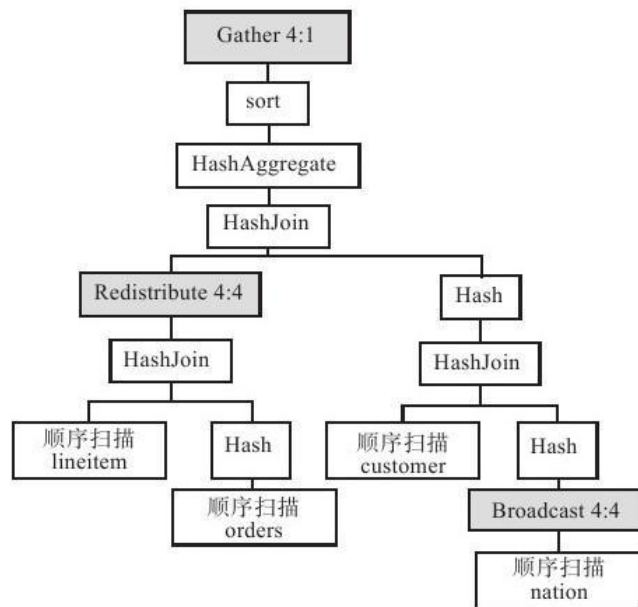 Gather 4:1
sort
HashAggregate
HashJoin
Redistribute 4:4
Hash
HashJoin
HashJoin
顺序扫描
lineitem
Hash
顺序扫描
customer
Hash
顺序扫描
orders
Broadcast 4:4
顺序扫描
nation